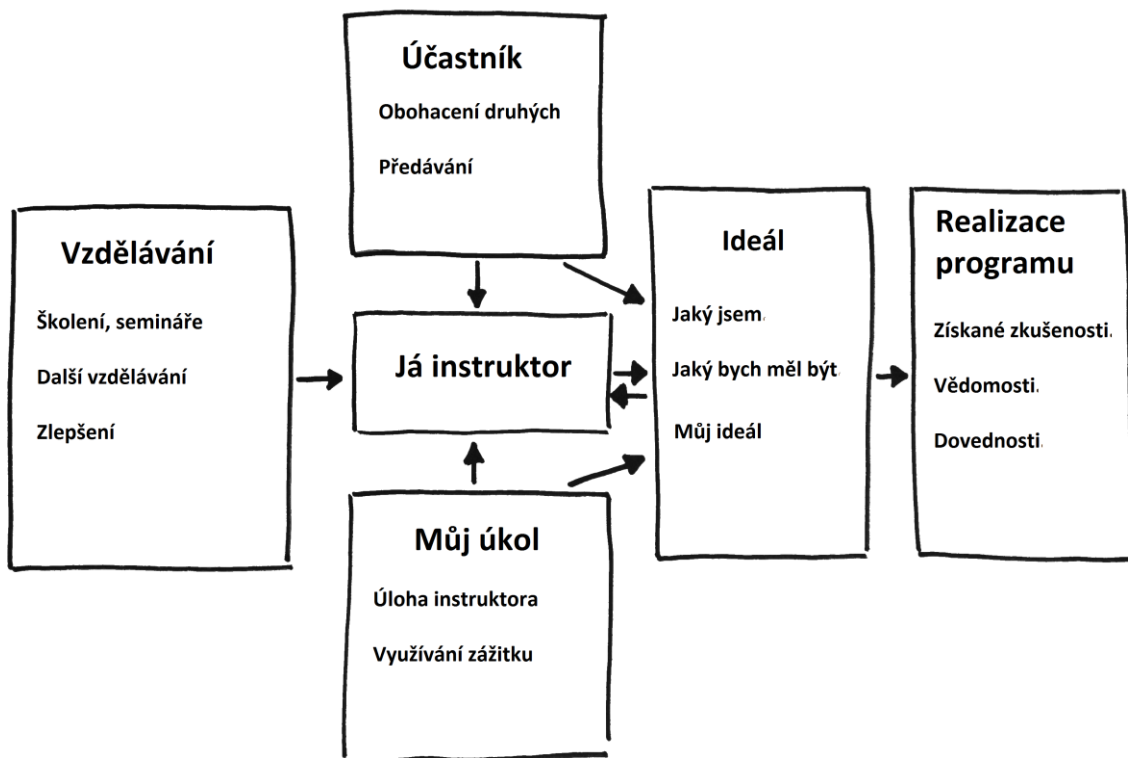 Účastník
Obohacení druhých
Předávání
Vzdělávání
Školení, semináře
Další vzdělávání
Zlepšení
Já instruktor
Ideál
Jaký jsem.
Jaký bych měl být.
Můj ideál
Realizace
programu
Získané zkušenosti.
Vědomosti.
Dovednosti.
Můj úkol
Úloha instruktora
Využívání zážitku